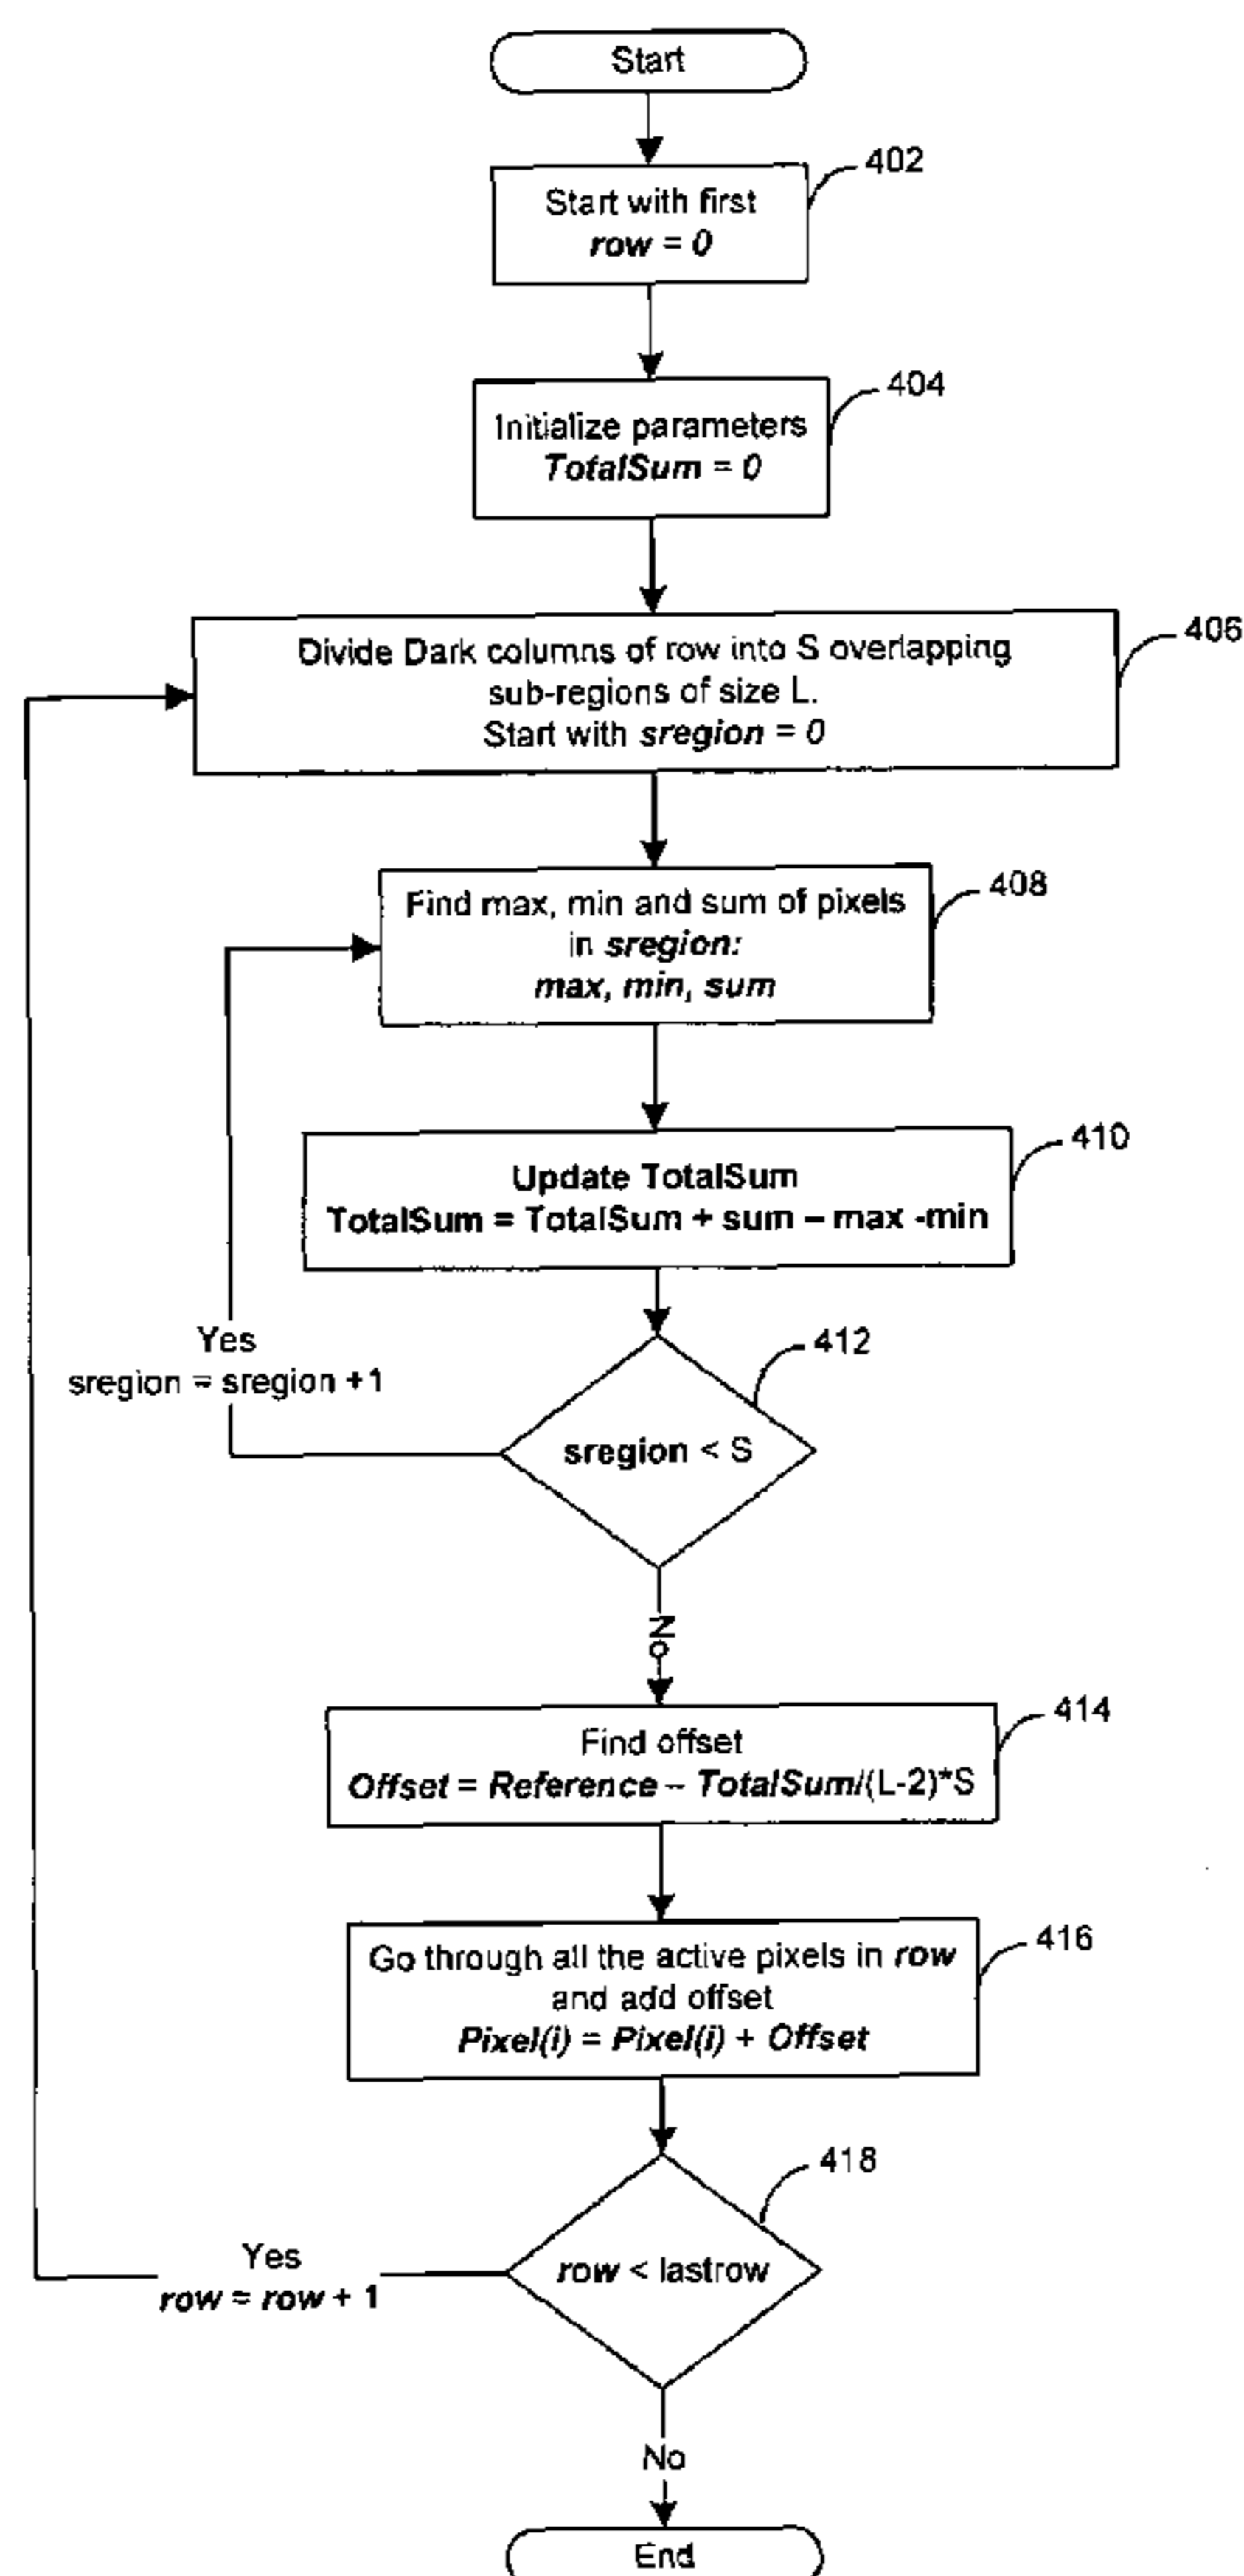 Start
402
Start with first
row = 0
404
Initialize parameters
TotalSum = 0
406
Divide Dark columns of row into S overlapping
sub-regions of size L.
Start with sregion = 0
408
Find max, min and sum of pixels
in sregion:
max, min, sum
410
Update TotalSum
TotalSum = TotalSum + sum – max -min
Yes
sregion = sregion +1
412
sregion < S
No
414
Find offset
Offset = Reference – TotalSum/(L-2)*S
416
Go through all the active pixels in row
and add offset
Pixel(i) = Pixel(i) + Offset
418
row < lastrow
Yes
row = row + 1
No
End